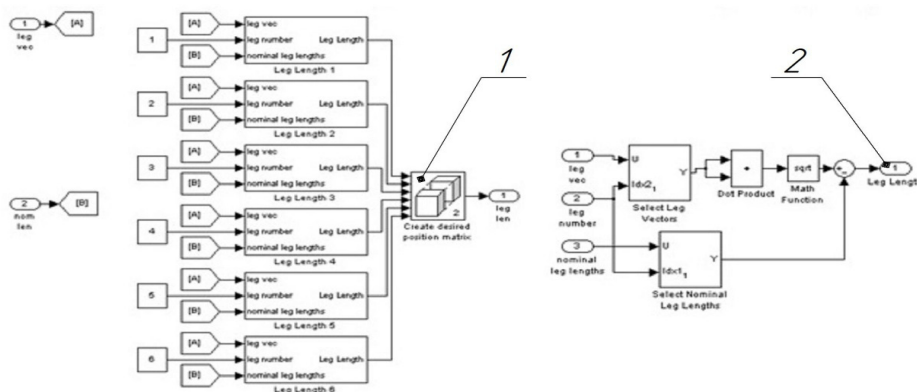 1
leg
vec
[A]
2
nom
len
[B]
1
[A]
[B]
leg vec
leg number
nominal leg lengths
Leg Length
Leg Length 1
2
[A]
[B]
leg vec
leg number
nominal leg lengths
Leg Length
Leg Length 2
3
[A]
[B]
leg vec
leg number
nominal leg lengths
Leg Length
Leg Length 3
4
[A]
[B]
leg vec
leg number
nominal leg lengths
Leg Length
Leg Length 4
5
[A]
[B]
leg vec
leg number
nominal leg lengths
Leg Length
Leg Length 5
6
[A]
[B]
leg vec
leg number
nominal leg lengths
Leg Length
Leg Length 6
1
2
Create desired
position matrix
1
leg
len
2
1
leg
vec
2
leg
number
3
nominal
leg lengths
U
Idx2₁
Y
Select Leg
Vectors
U
Idx1₁
Y
Select Nominal
Leg Lengths
Dot Product
sqrt
Math
Function
1
Leg Lengt